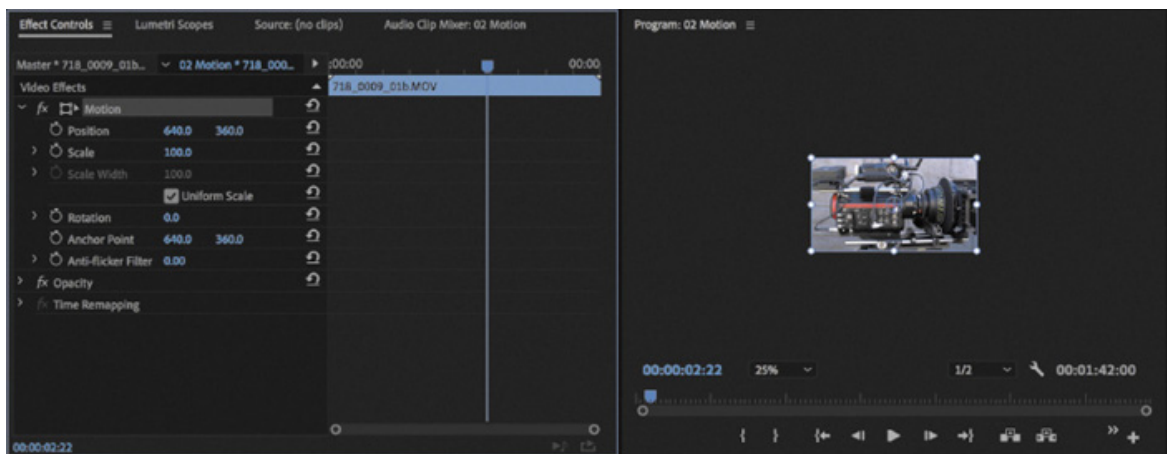 Effect Controls Lumetri Scopes Source: (no clips) Audio Clip Mixer: 02 Motion
Master * 718_0009_01b... 02 Motion * 718_000... :00:00 00:00
Video Effects 718_0009_01b.MOV
fx Motion
Position 640.0 360.0
Scale 100.0
Scale Width 100.0
Uniform Scale
Rotation 0.0
Anchor Point 640.0 360.0
Anti-flicker Filter 0.00
fx Opacity
fx Time Remapping
00:00:02:22
Program: 02 Motion
00:00:02:22 25% 1/2 00:01:42:00